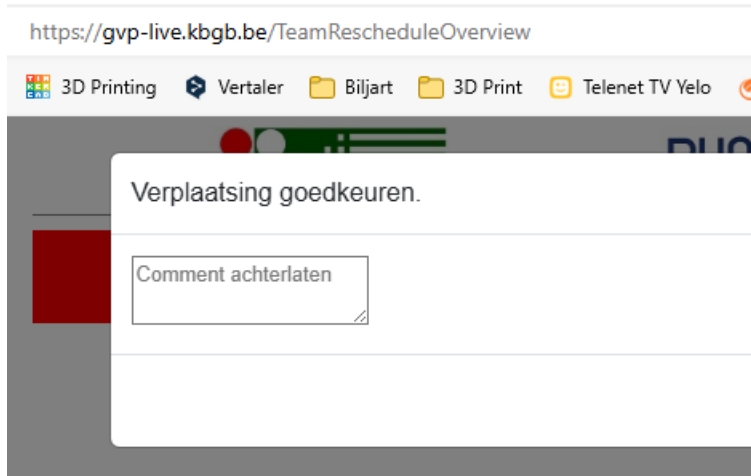 https://gvp-live.kbgb.be/TeamRescheduleOverview
3D Printing Vertaler Biljart 3D Print Telenet TV Yelo
Verplaatsing goedkeuren.
Comment achterlaten